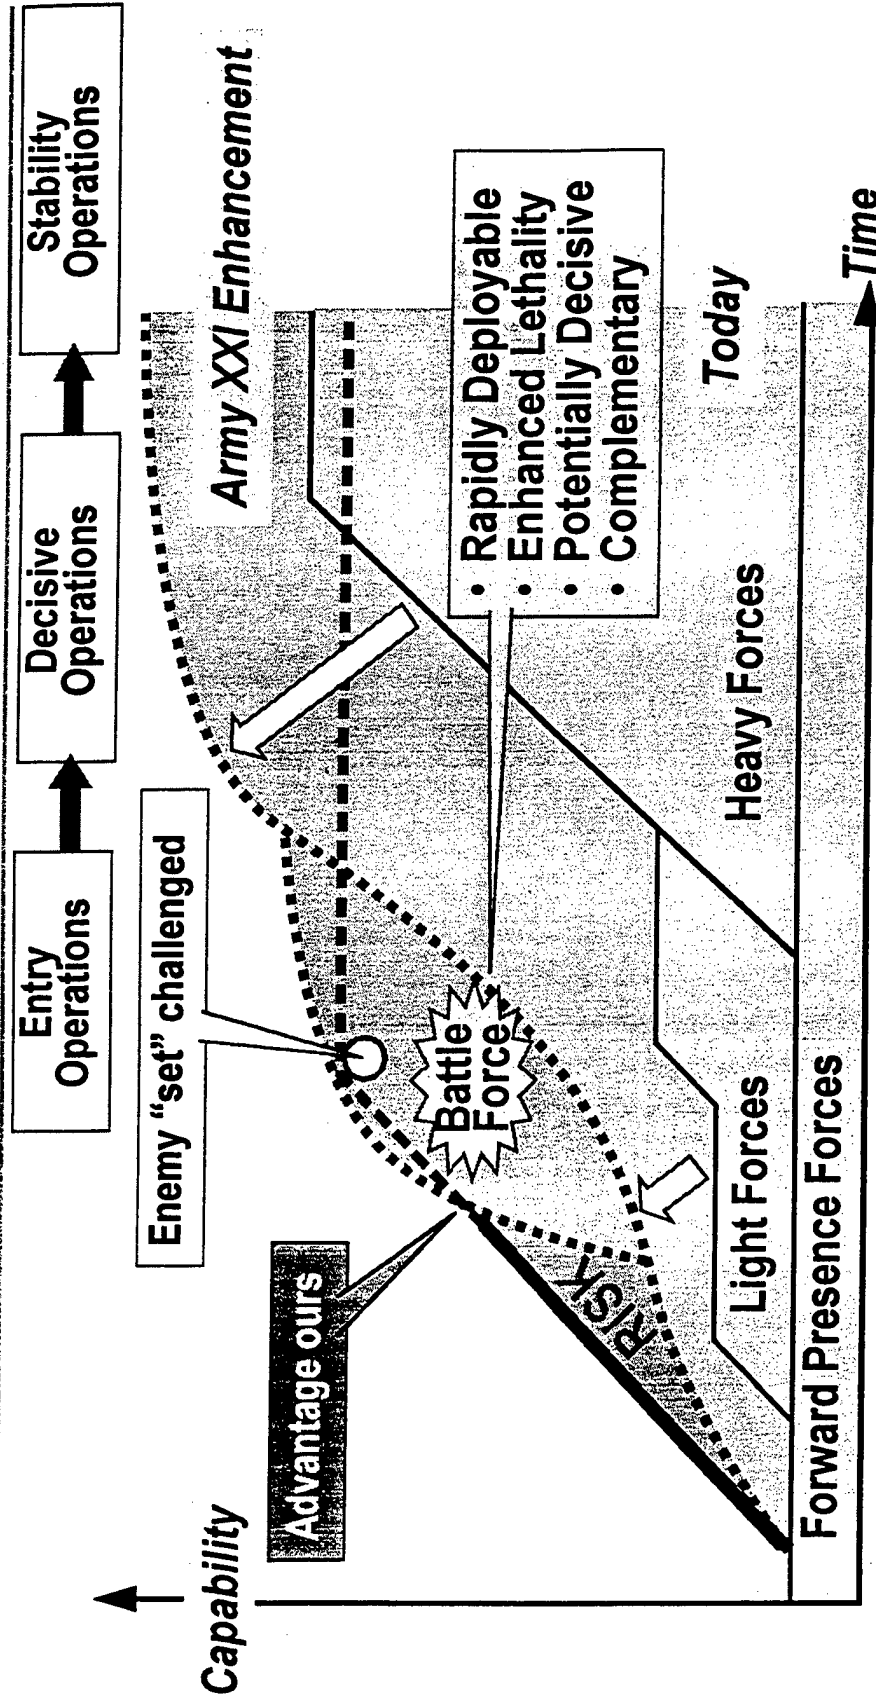 Entry
Operations
Decisive
Operations
Stability
Operations
Capability
Enemy "set" challenged
Army XXI Enhancement
Advantage ours
Battle
Force
• Rapidly Deployable
• Enhanced Lethality
• Potentially Decisive
• Complementary
RISK
Today
Light Forces
Heavy Forces
Forward Presence Forces
Time